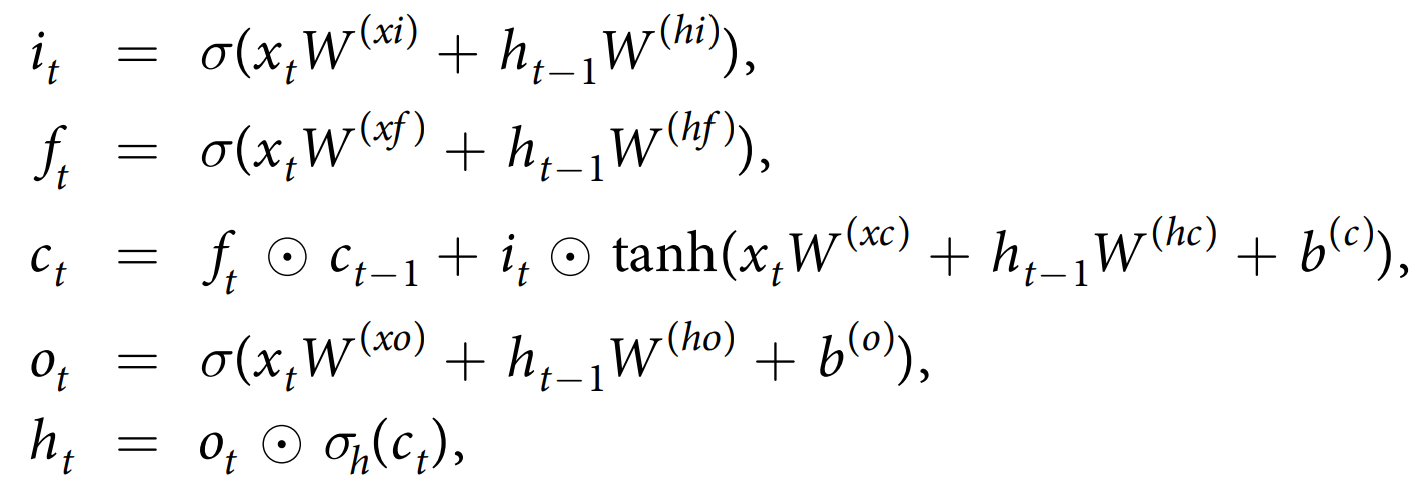 i_t = σ(x_t W^{(xi)} + h_{t−1} W^{(hi)}),
f_t = σ(x_t W^{(xf)} + h_{t−1} W^{(hf)}),
c_t = f_t ⊙ c_{t−1} + i_t ⊙ tanh(x_t W^{(xc)} + h_{t−1} W^{(hc)} + b^{(c)}),
o_t = σ(x_t W^{(xo)} + h_{t−1} W^{(ho)} + b^{(o)}),
h_t = o_t ⊙ σ_h(c_t),